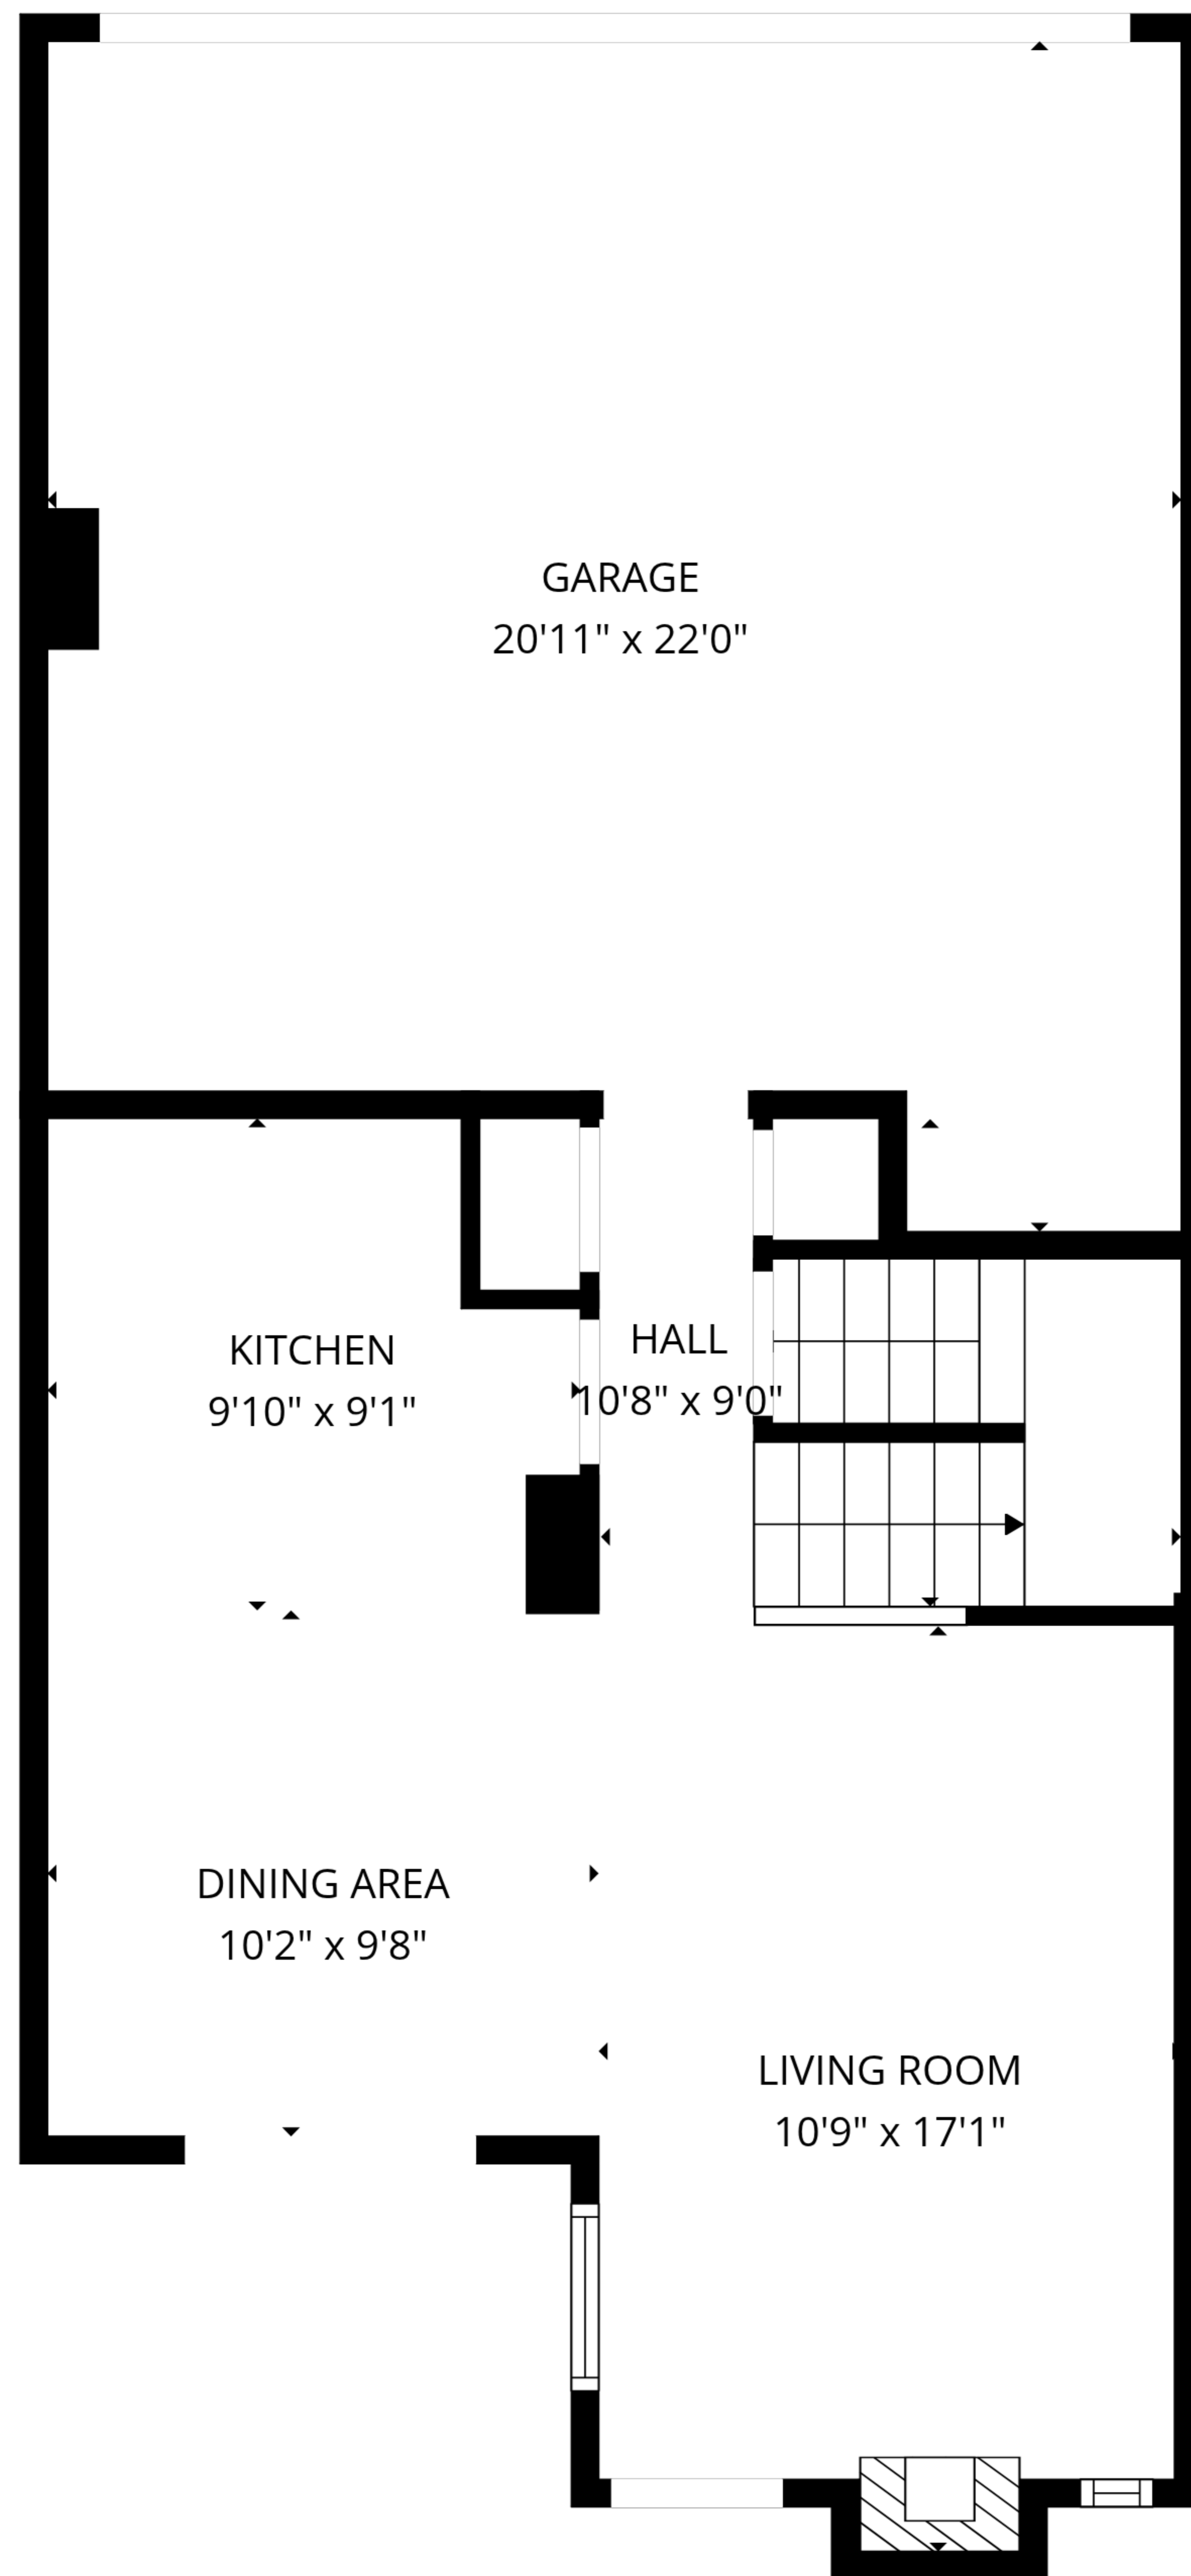 GARAGE
20'11" x 22'0"
KITCHEN
9'10" x 9'1"
HALL
10'8" x 9'0"
DINING AREA
10'2" x 9'8"
LIVING ROOM
10'9" x 17'1"